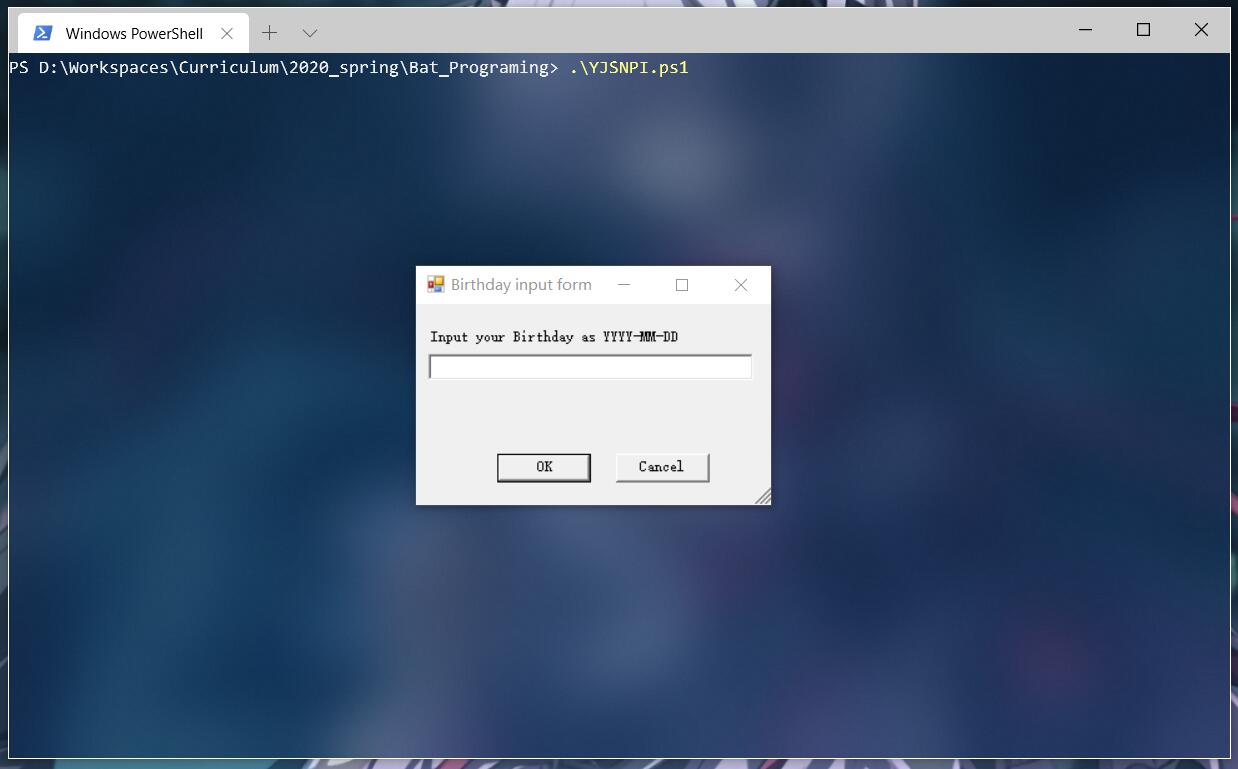 Windows PowerShell
PS D:\Workspaces\Curriculum\2020_spring\Bat_Programing> .\YJSNPI.ps1
Birthday input form
Input your Birthday as YYYY-MM-DD
OK Cancel